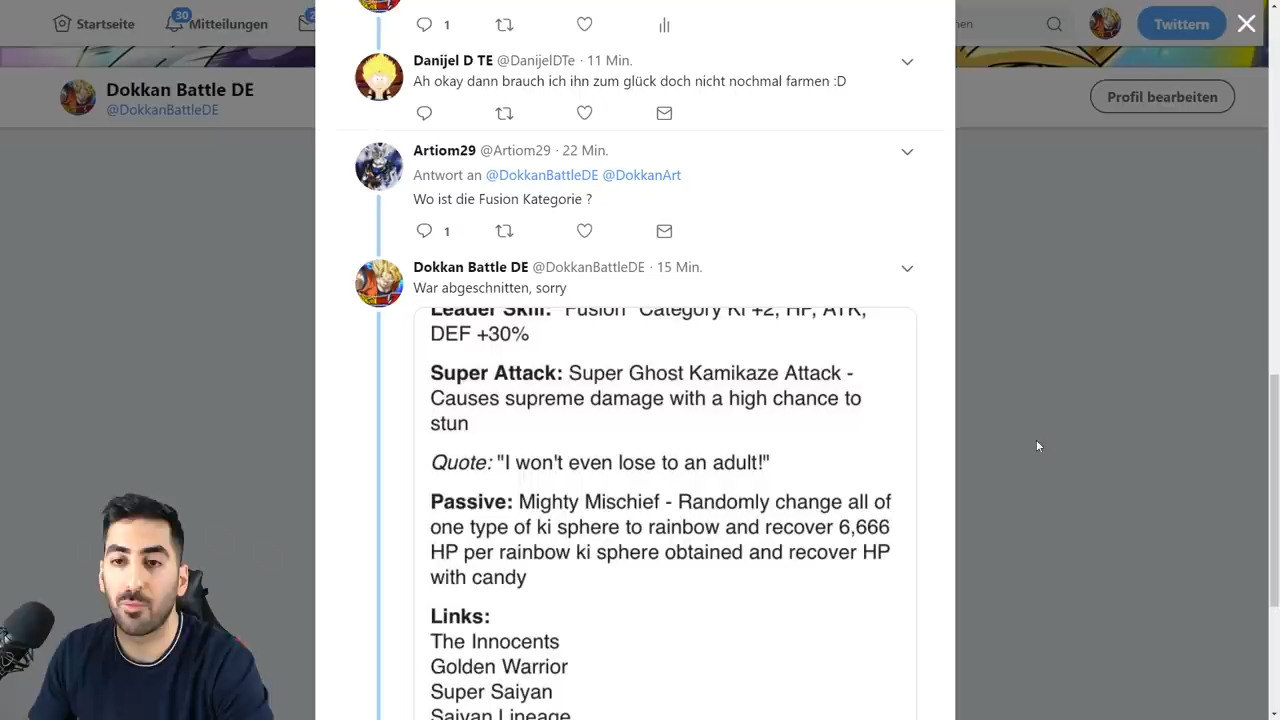 Startseite
30
Mitteilungen
2
nen
Twittern
Dokkan Battle DE
@DokkanBattleDE
Profil bearbeiten
1
Danijel D TE @DanijelDTe · 11 Min.
Ah okay dann brauch ich ihn zum glück doch nicht nochmal farmen :D
Artiom29 @Artiom29 · 22 Min.
Antwort an @DokkanBattleDE @DokkanArt
Wo ist die Fusion Kategorie ?
1
Dokkan Battle DE @DokkanBattleDE · 15 Min.
War abgeschnitten, sorry
Leader Skill: "Fusion" Category Ki +2, HP, ATK,
DEF +30%
Super Attack: Super Ghost Kamikaze Attack -
Causes supreme damage with a high chance to
stun
Quote: "I won't even lose to an adult!"
Passive: Mighty Mischief - Randomly change all of
one type of ki sphere to rainbow and recover 6,666
HP per rainbow ki sphere obtained and recover HP
with candy
Links:
The Innocents
Golden Warrior
Super Saiyan
Saiyan Lineage